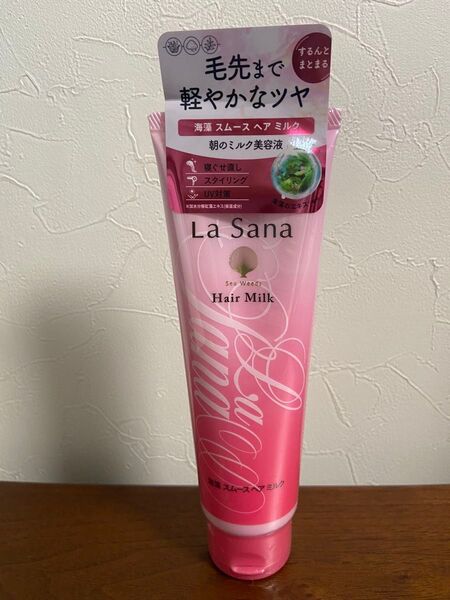 するんと
まとまる
毛先まで
軽やかなツヤ
海藻 スムース ヘア ミルク
朝のミルク美容液
寝ぐせ直し
スタイリング
UV対策
La Sana
Sea Weeds
Hair Milk
La
Sana
海藻 スムース ヘア ミルク